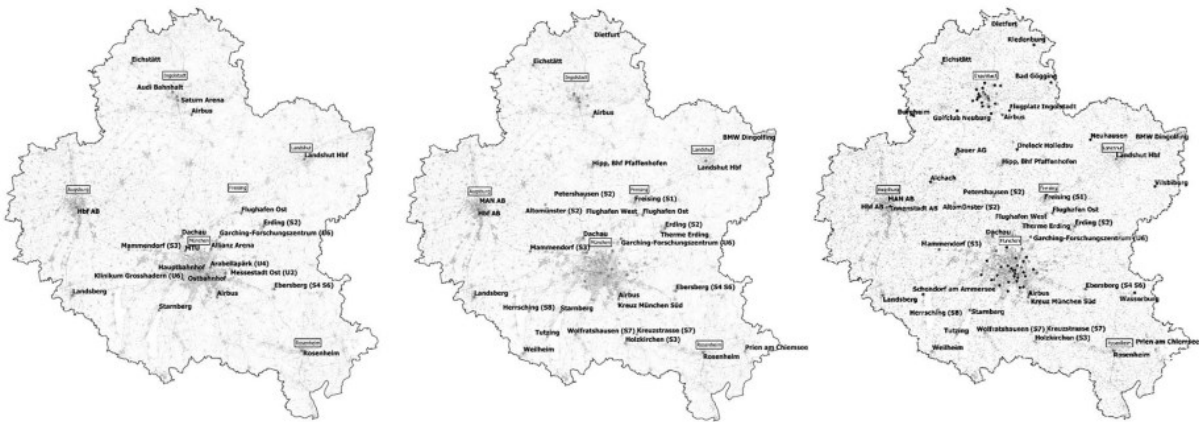 Eichstätt
Ingolstadt
Audi Bahnhalt
Saturn Arena
Airbus
Landshut
Landshut Hbf
Augsburg
Hbf AB
Freising
Flughafen Ost
Erding (S2)
Garching-Forschungszentrum (U6)
Dachau
München
Mammendorf (S3)
MTU
Allianz Arena
Hauptbahnhof
Arabellapark (U4)
Klinikum Grosshadern (U6)
Ostbahnhof
Messestadt Ost (U2)
Ebersberg (S4 S6)
Landsberg
Airbus
Starnberg
Rosenheim
Rosenheim
Dietfurt
Eichstätt
Ingolstadt
Airbus
BMW Dingolfing
Landshut
Landshut Hbf
Hipp, Bhf Pfaffenhofen
Augsburg
MAN AB
Hbf AB
Petershausen (S2)
Freising
Freising (S1)
Altomünster (S2)
Flughafen West
Flughafen Ost
Erding (S2)
Therme Erding
Dachau
München
Garching-Forschungszentrum (U6)
Mammendorf (S3)
Ebersberg (S4 S6)
Landsberg
Airbus
Kreuz München Süd
Herrsching (S8)
Starnberg
Tutzing
Wolfratshausen (S7)
Kreuzstrasse (S7)
Holzkirchen (S3)
Weilheim
Rosenheim
Rosenheim
Prien am Chiemsee
Dietfurt
Riedenburg
Eichstätt
Bad Gögging
Flugplatz Ingolstadt
Golfclub Neuburg
Airbus
Neuhausen
BMW Dingolfing
Dreieck Holledau
Bauer AG
Landshut Hbf
Hipp, Bhf Pfaffenhofen
Aichach
Vilsbiburg
Augsburg
MAN AB
Hbf AB
Innenstadt AB
Petershausen (S2)
Freising
Freising (S1)
Altomünster (S2)
Flughafen West
Flughafen Ost
Erding (S2)
Therme Erding
Dachau
München
Garching-Forschungszentrum (U6)
Mammendorf (S3)
Schondorf am Ammersee
Ebersberg (S4 S6)
Landsberg
Airbus
Kreuz München Süd
Wasserburg
Herrsching (S8)
Starnberg
Tutzing
Wolfratshausen (S7)
Kreuzstrasse (S7)
Holzkirchen (S3)
Weilheim
Rosenheim
Rosenheim
Prien am Chiemsee